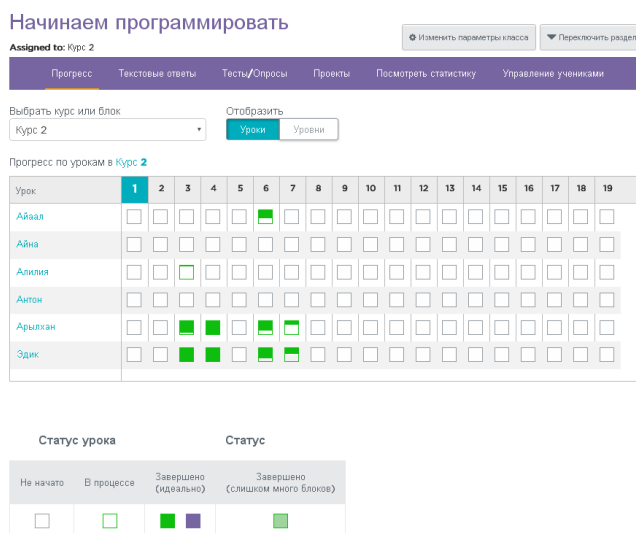 Начинаем программировать
Assigned to: Курс 2
Изменить параметры класса
Переключить раздел
Прогресс Текстовые ответы Тесты/Опросы Проекты Посмотреть статистику Управление учениками
Выбрать курс или блок Отобразить
Курс 2 Уроки Уровни
Прогресс по урокам в Курс 2
Урок 1 2 3 4 5 6 7 8 9 10 11 12 13 14 15 16 17 18 19
Айаал
Айна
Алилия
Антон
Арылхан
Эдик
Статус урока Статус
Не начато В процессе Завершено (идеально) Завершено (слишком много блоков)